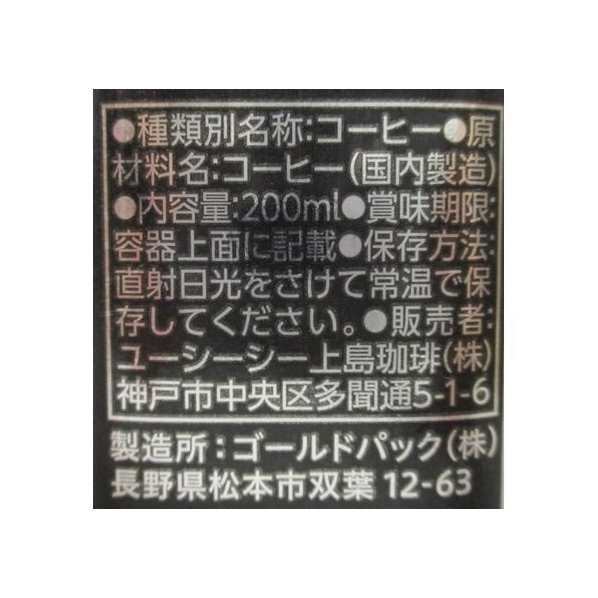 ●種類別名称:コーヒー●原
材料名:コーヒー(国内製造)
●内容量:200ml●賞味期限:
容器上面に記載●保存方法:
直射日光をさけて常温で保
存してください。●販売者:
ユーシーシー上島珈琲(株)
神戸市中央区多聞通5-1-6
製造所:ゴールドパック(株)
長野県松本市双葉12-63